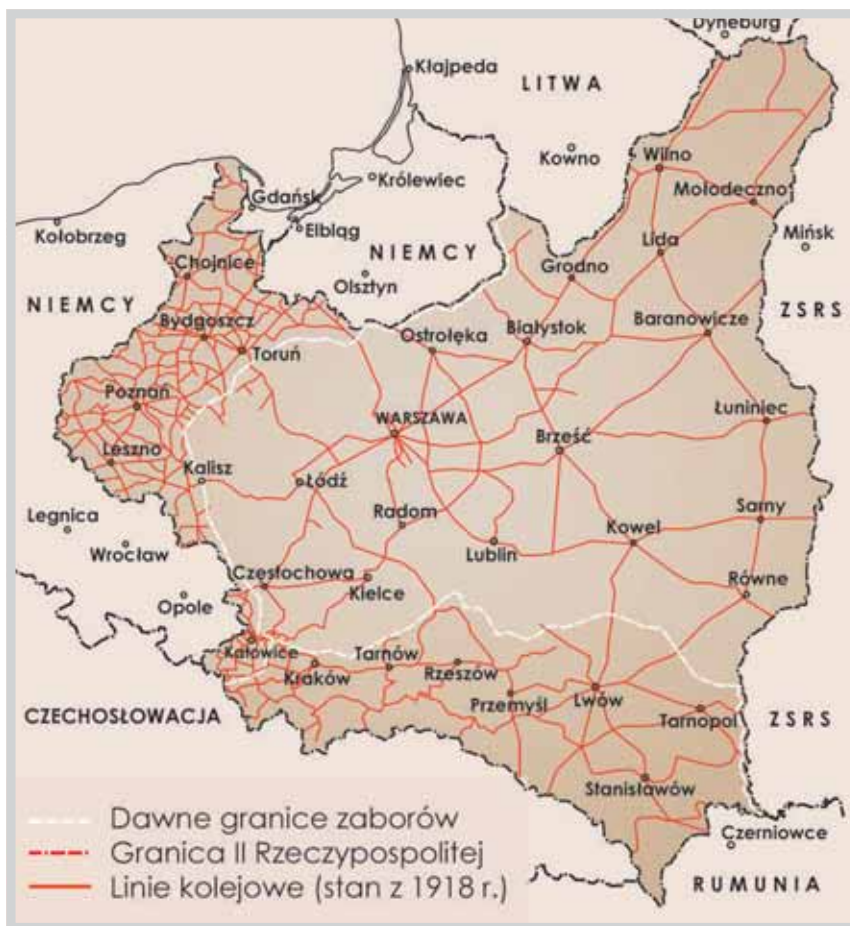 Dyneburg
Kłajpeda
LITWA
Kowno
Wilno
Królewiec
Mołodeczno
Gdańsk
Kołobrzeg
Elbląg
Mińsk
NIEMCY
Lida
Chojnice
Grodno
Olsztyn
NIEMCY
ZSRS
Bydgoszcz
Ostrołęka
Białystok
Baranowicze
Toruń
Poznań
WARSZAWA
Łuniniec
Leszno
Brześć
Kalisz
Łódź
Legnica
Radom
Sarny
Wrocław
Lublin
Kowel
Częstochowa
Równe
Opole
Kielce
Katowice
Tarnów
Kraków
Rzeszów
Przemyśl
Lwów
CZECHOSŁOWACJA
Tarnopol
ZSRS
Stanisławów
Dawne granice zaborów
Czerniowce
Granica II Rzeczypospolitej
Linie kolejowe (stan z 1918 r.)
RUMUNIA